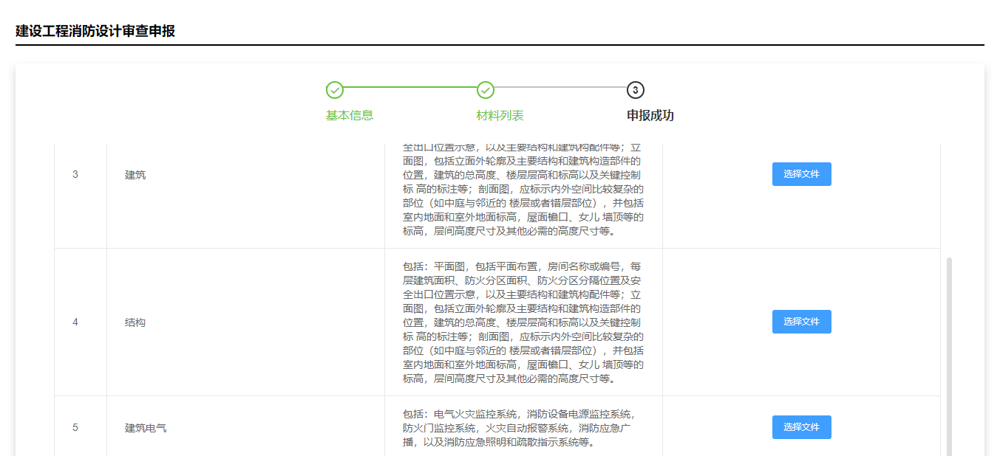 建设工程消防设计审查申报
3
基本信息
材料列表
申报成功
全出口位置示意，以及主要结构和建筑构配件等；立
面图，包括立面外轮廓及主要结构和建筑构造部件的
位置，建筑的总高度、楼层层高和标高以及关键控制
标 高的标注等；剖面图，应标示内外空间比较复杂的
部位（如中庭与邻近的 楼层或者错层部位），并包括
室内地面和室外地面标高，屋面檐口、女儿 墙顶等的
标高，层间高度尺寸及其他必需的高度尺寸等。
3
建筑
选择文件
包括：平面图，包括平面布置，房间名称或编号，每
层建筑面积、防火分区面积、防火分区分隔位置及安
全出口位置示意，以及主要结构和建筑构配件等；立
面图，包括立面外轮廓及主要结构和建筑构造部件的
位置，建筑的总高度、楼层层高和标高以及关键控制
标 高的标注等；剖面图，应标示内外空间比较复杂的
部位（如中庭与邻近的 楼层或者错层部位），并包括
室内地面和室外地面标高，屋面檐口、女儿 墙顶等的
标高，层间高度尺寸及其他必需的高度尺寸等。
4
结构
选择文件
包括：电气火灾监控系统，消防设备电源监控系统，
防火门监控系统，火灾自动报警系统，消防应急广
播，以及消防应急照明和疏散指示系统等。
5
建筑电气
选择文件